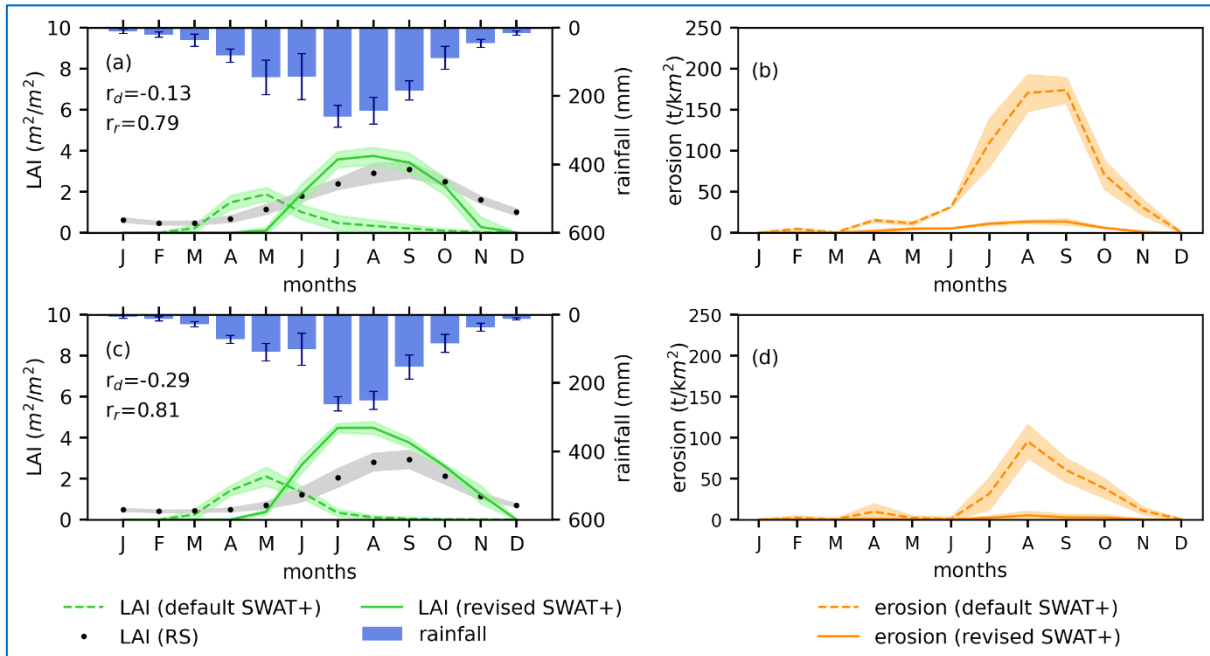 10
8
6
4
2
0
LAI (m²/m²)
(a)
r_d=-0.13
r_r=0.79
0
200
400
600
rainfall (mm)
J F M A M J J A S O N D
months
250
200
150
100
50
0
erosion (t/km²)
(b)
J F M A M J J A S O N D
months
10
8
6
4
2
0
LAI (m²/m²)
(c)
r_d=-0.29
r_r=0.81
0
200
400
600
rainfall (mm)
J F M A M J J A S O N D
months
250
200
150
100
50
0
erosion (t/km²)
(d)
J F M A M J J A S O N D
months
LAI (default SWAT+)
LAI (revised SWAT+)
erosion (default SWAT+)
LAI (RS)
rainfall
erosion (revised SWAT+)